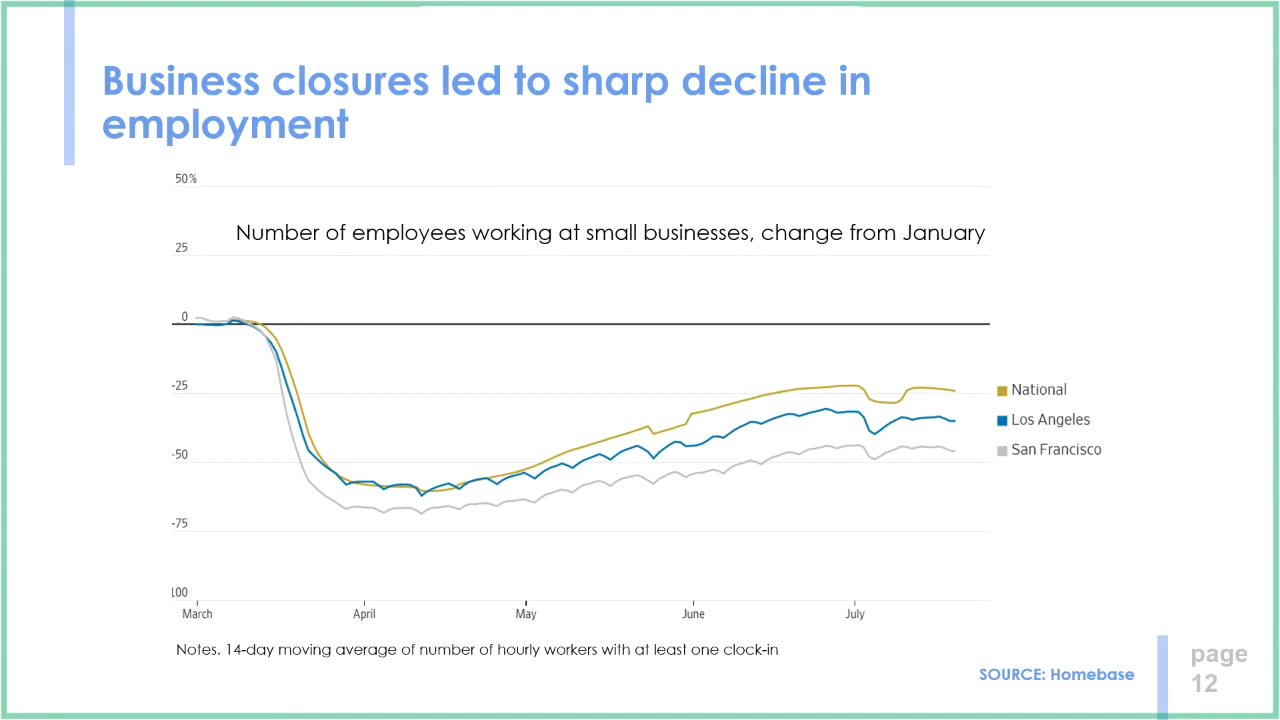 Business closures led to sharp decline in
employment
50%
Number of employees working at small businesses, change from January
25
0
-25
National
Los Angeles
San Francisco
-50
-75
100
March April May June July
Notes. 14-day moving average of number of hourly workers with at least one clock-in
SOURCE: Homebase
page
12